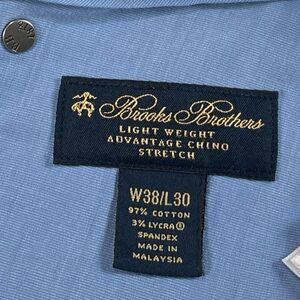 Brooks Brothers
LIGHT WEIGHT
ADVANTAGE CHINO
STRETCH
W38/L30
97% COTTON
3% LYCRA®
SPANDEX
MADE IN
MALAYSIA